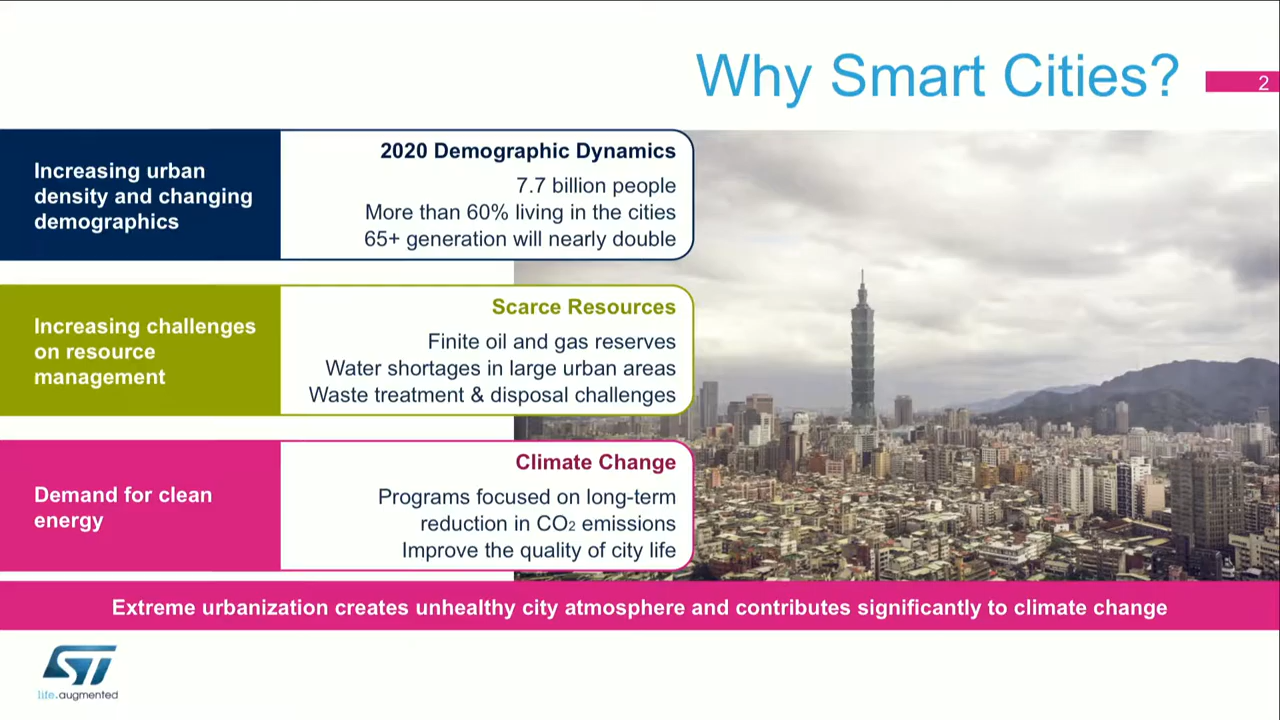 Why Smart Cities?
2
Increasing urban
density and changing
demographics
2020 Demographic Dynamics
7.7 billion people
More than 60% living in the cities
65+ generation will nearly double
Increasing challenges
on resource
management
Scarce Resources
Finite oil and gas reserves
Water shortages in large urban areas
Waste treatment & disposal challenges
Demand for clean
energy
Climate Change
Programs focused on long-term
reduction in CO₂ emissions
Improve the quality of city life
Extreme urbanization creates unhealthy city atmosphere and contributes significantly to climate change
ST
life.augmented